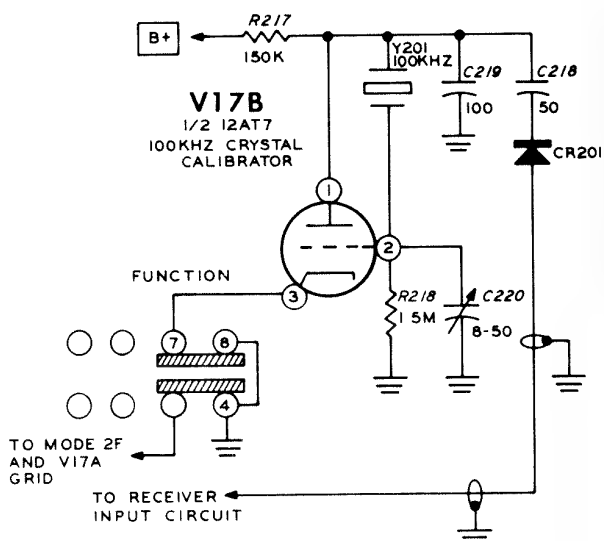 R217
B+
150K
Y201
100KHZ
C219
100
C218
50
V17B
1/2 12AT7
100KHZ CRYSTAL
CALIBRATOR
CR201
1
2
3
FUNCTION
R218
1.5M
C220
8-50
7
8
4
TO MODE 2F
AND V17A
GRID
TO RECEIVER
INPUT CIRCUIT